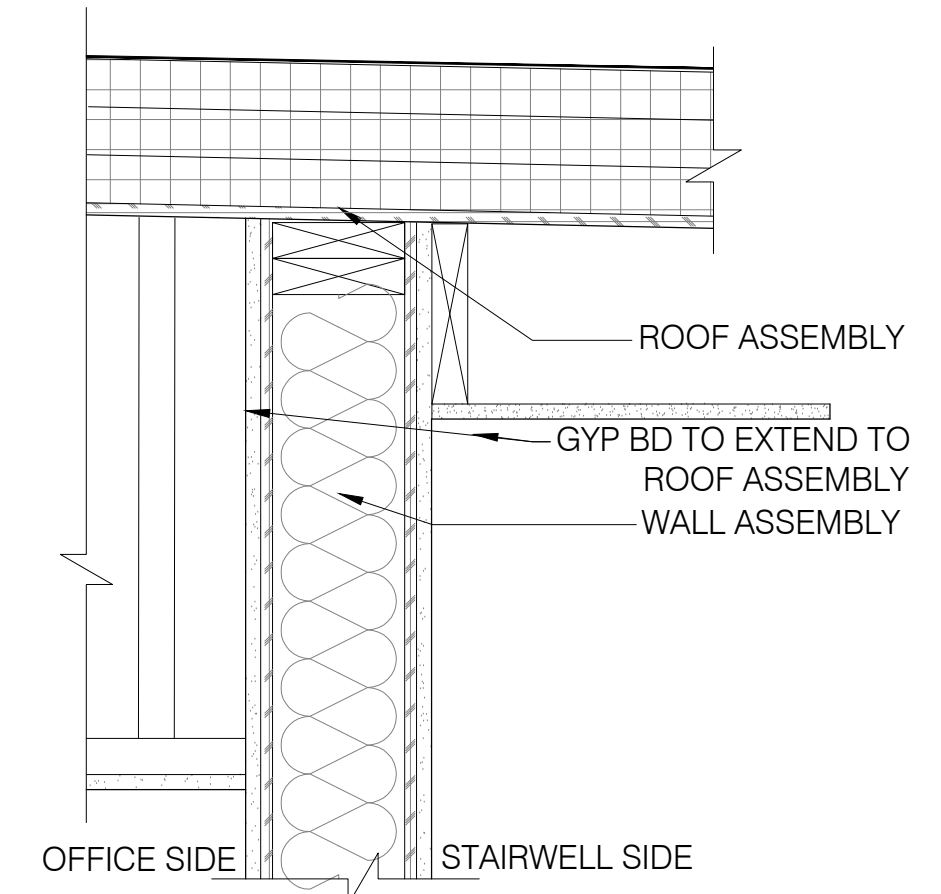 ROOF ASSEMBLY
GYP BD TO EXTEND TO
ROOF ASSEMBLY
WALL ASSEMBLY
OFFICE SIDE
STAIRWELL SIDE